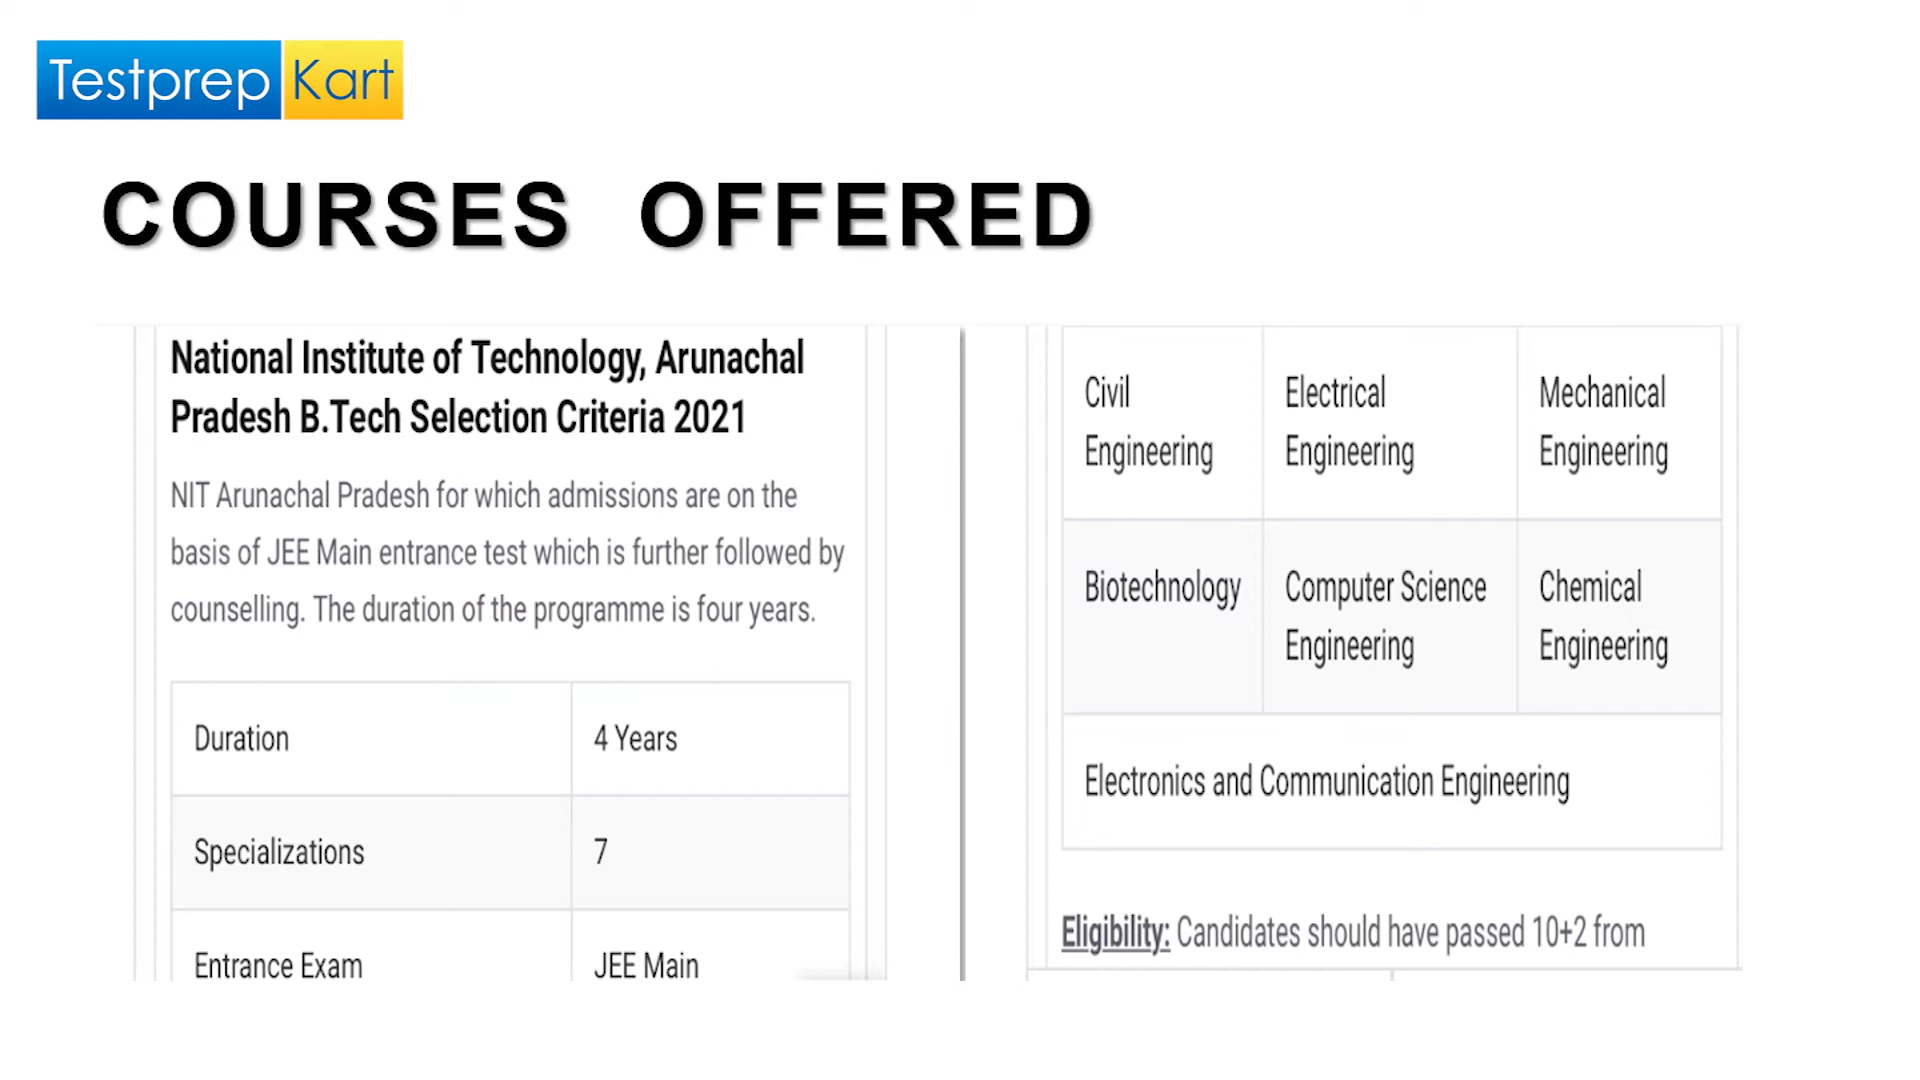 Testprep Kart
COURSES OFFERED
National Institute of Technology, Arunachal
Pradesh B.Tech Selection Criteria 2021
NIT Arunachal Pradesh for which admissions are on the
basis of JEE Main entrance test which is further followed by
counselling. The duration of the programme is four years.
Duration 4 Years
Specializations 7
Entrance Exam JEE Main
Civil
Engineering
Electrical
Engineering
Mechanical
Engineering
Biotechnology
Computer Science
Engineering
Chemical
Engineering
Electronics and Communication Engineering
Eligibility: Candidates should have passed 10+2 from